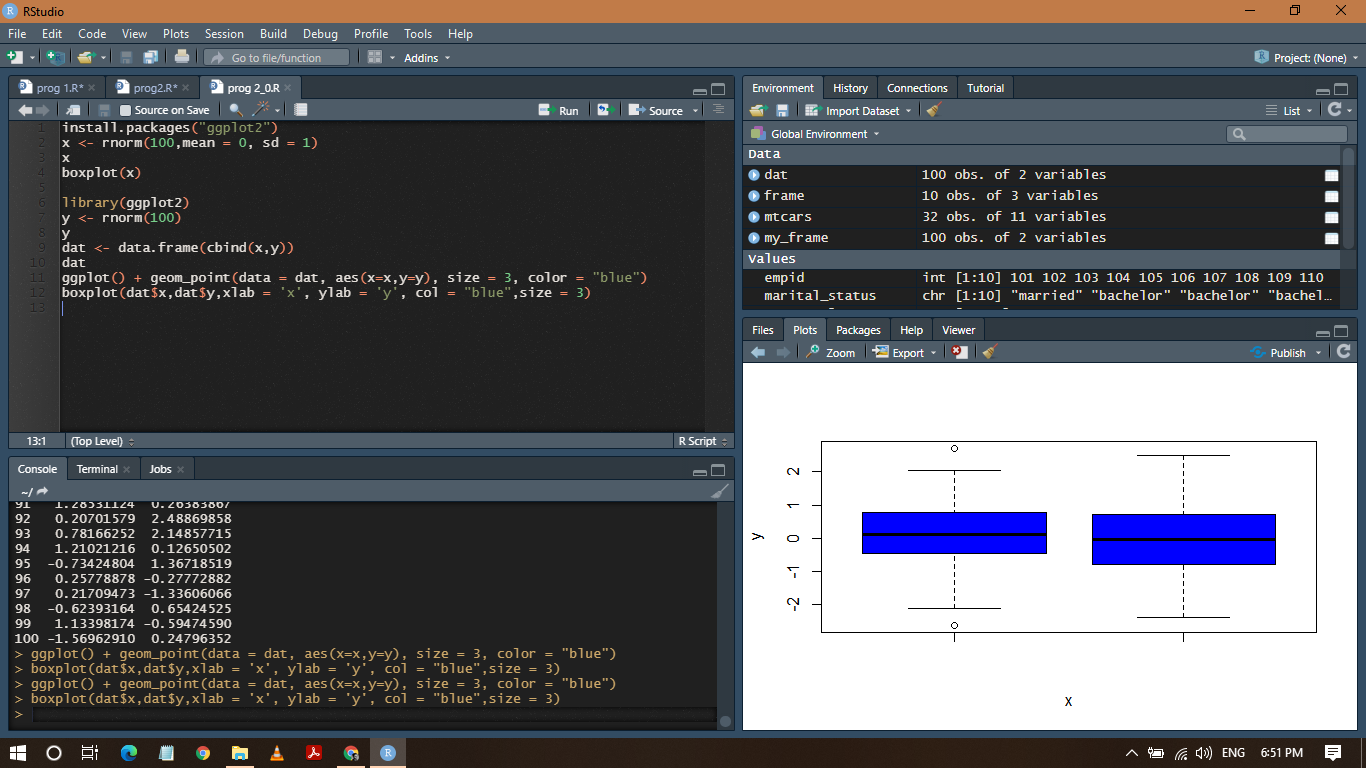 RStudio
File Edit Code View Plots Session Build Debug Profile Tools Help
Go to file/function Addins Project: (None)
prog 1.R* prog2.R* prog 2_0.R
Source on Save Run Source
1 install.packages("ggplot2")
2 x <- rnorm(100,mean = 0, sd = 1)
3 x
4 boxplot(x)
5
6 library(ggplot2)
7 y <- rnorm(100)
8 y
9 dat <- data.frame(cbind(x,y))
10 dat
11 ggplot() + geom_point(data = dat, aes(x=x,y=y), size = 3, color = "blue")
12 boxplot(dat$x,dat$y,xlab = 'x', ylab = 'y', col = "blue",size = 3)
13
13:1 (Top Level) R Script
Console Terminal Jobs
~/
91 1.28531124 0.26383867
92 0.20701579 2.48869858
93 0.78166252 2.14857715
94 1.21021216 0.12650502
95 -0.73424804 1.36718519
96 0.25778878 -0.27772882
97 0.21709473 -1.33606066
98 -0.62393164 0.65424525
99 1.13398174 -0.59474590
100 -1.56962910 0.24796352
> ggplot() + geom_point(data = dat, aes(x=x,y=y), size = 3, color = "blue")
> boxplot(dat$x,dat$y,xlab = 'x', ylab = 'y', col = "blue",size = 3)
> ggplot() + geom_point(data = dat, aes(x=x,y=y), size = 3, color = "blue")
> boxplot(dat$x,dat$y,xlab = 'x', ylab = 'y', col = "blue",size = 3)
>
Environment History Connections Tutorial
Import Dataset List
Global Environment
Data
dat 100 obs. of 2 variables
frame 10 obs. of 3 variables
mtcars 32 obs. of 11 variables
my_frame 100 obs. of 2 variables
Values
empid int [1:10] 101 102 103 104 105 106 107 108 109 110
marital_status chr [1:10] "married" "bachelor" "bachelor" "bachel…
Files Plots Packages Help Viewer
Zoom Export Publish
2
1
0
-1
-2
y
x
ENG 6:51 PM